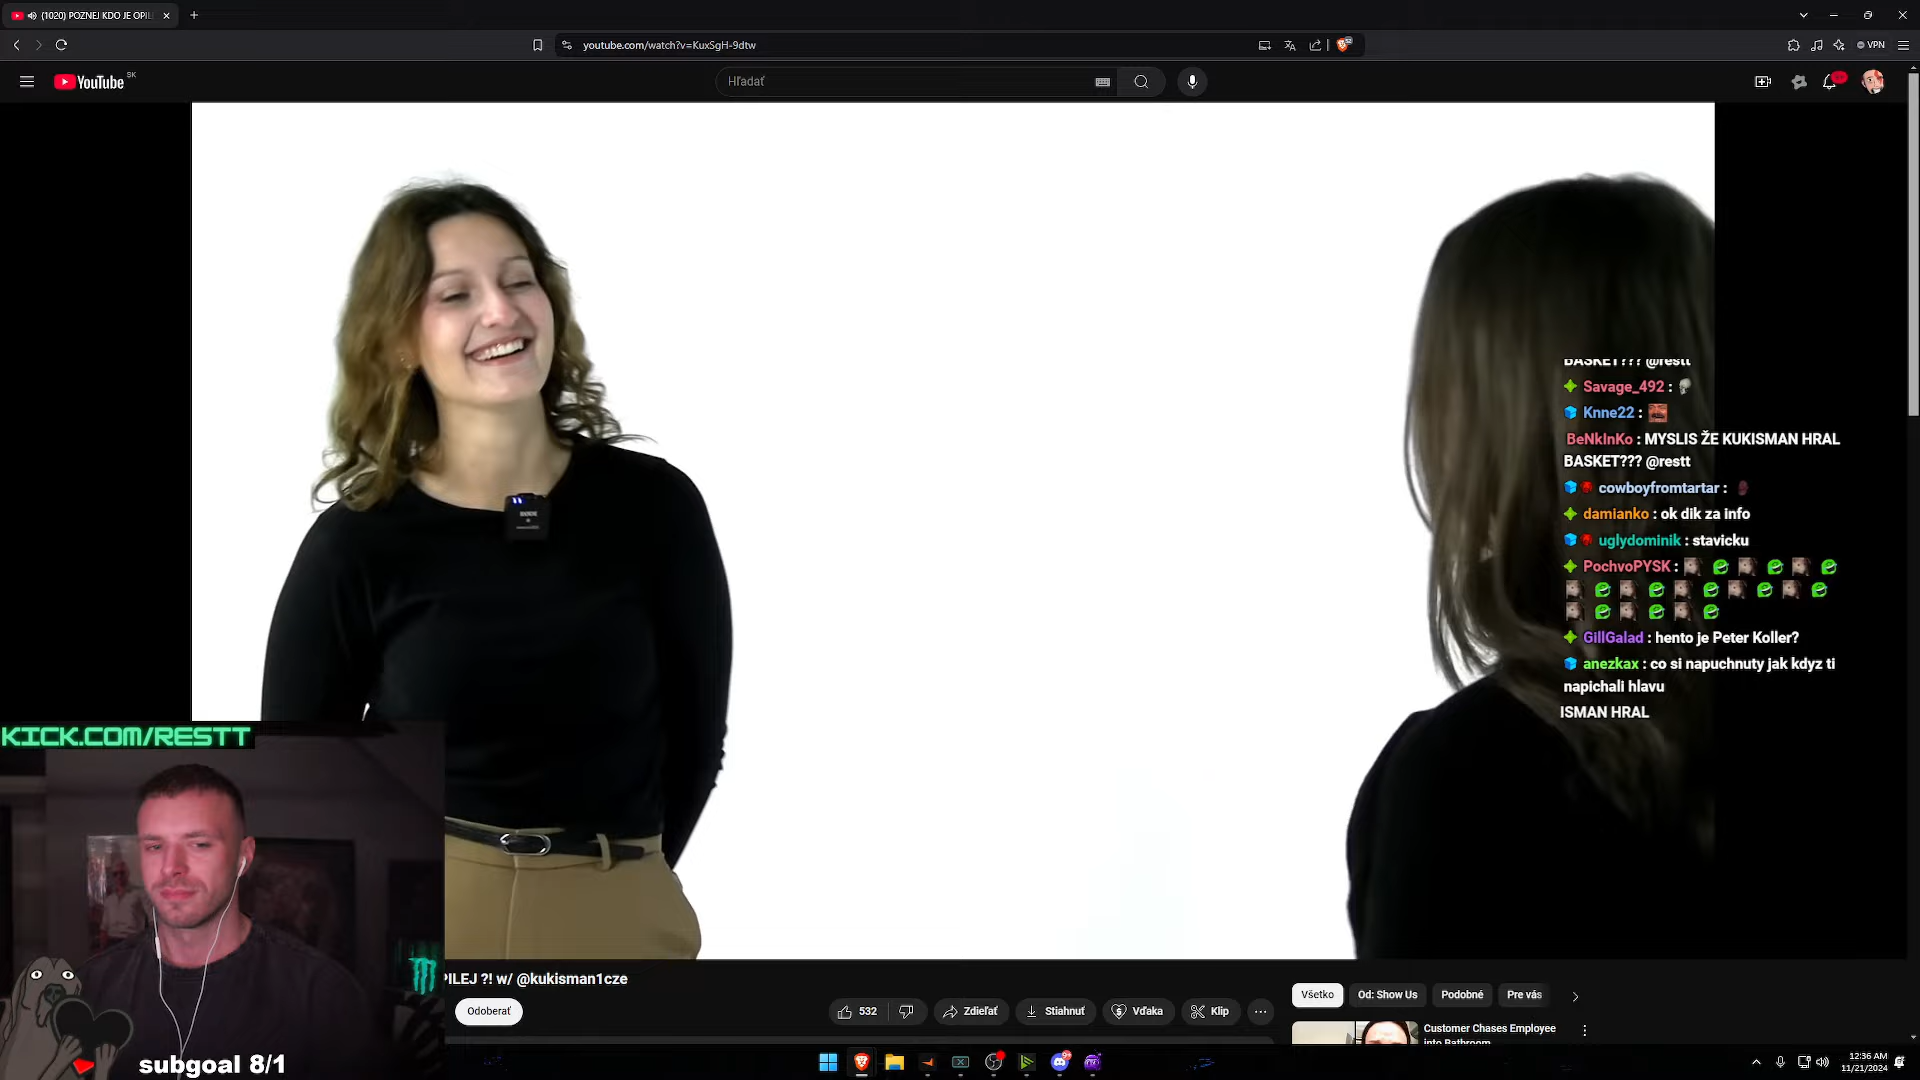 (1020) POZNEJ KDO JE OPIL
youtube.com/watch?v=KuxSgH-9dtw
VPN
YouTube SK
Hľadať
BASKET??? @restt
Savage_492 :
Knne22 :
BeNkInKo : MYSLIS ŽE KUKISMAN HRAL
BASKET??? @restt
cowboyfromtartar :
damianko : ok dik za info
uglydominik : stavicku
PochvoPYSK :
GillGalad : hento je Peter Koller?
anezkax : co si napuchnuty jak kdyz ti
napichali hlavu
ISMAN HRAL
KICK.COM/RESTT
PILEJ ?! w/ @kukisman1cze
Odoberať
532
Zdieľať
Stiahnuť
Vďaka
Klip
Všetko
Od: Show Us
Podobné
Pre vás
Customer Chases Employee
into Bathroom
subgoal 8/1
12:36 AM
11/21/2024